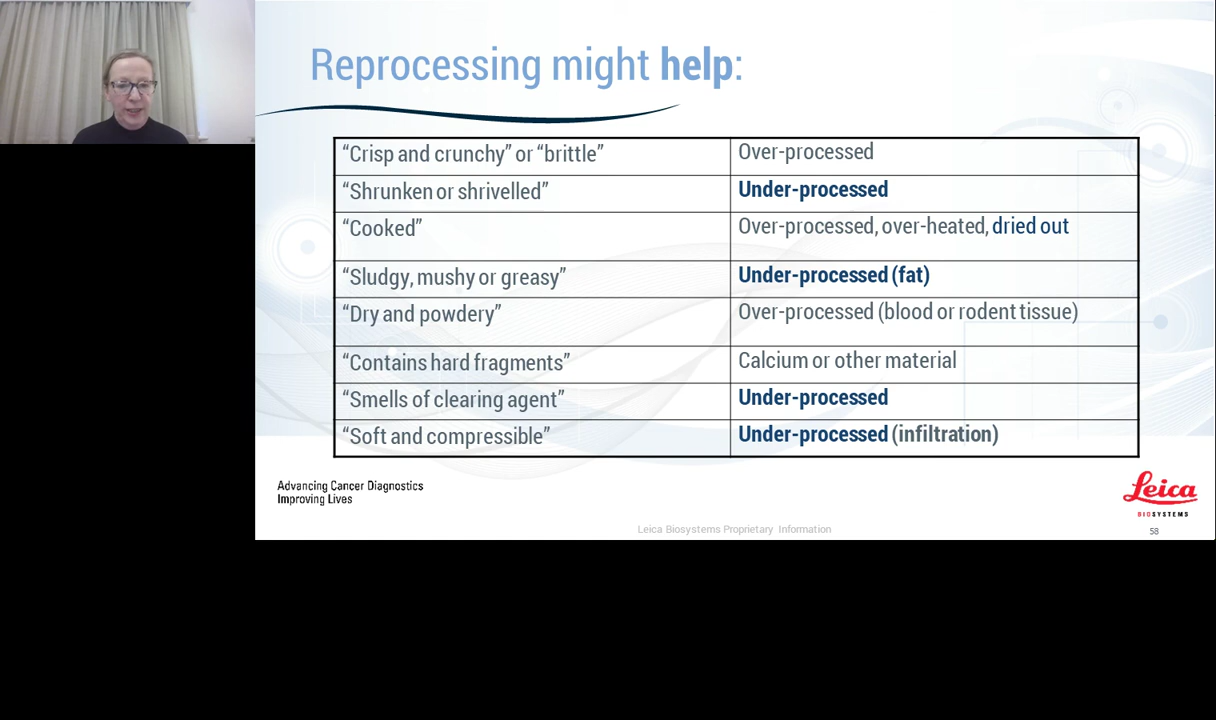 Reprocessing might help:
“Crisp and crunchy” or “brittle”
Over-processed
“Shrunken or shrivelled”
Under-processed
“Cooked”
Over-processed, over-heated, dried out
“Sludgy, mushy or greasy”
Under-processed (fat)
“Dry and powdery”
Over-processed (blood or rodent tissue)
“Contains hard fragments”
Calcium or other material
“Smells of clearing agent”
Under-processed
“Soft and compressible”
Under-processed (infiltration)
Advancing Cancer Diagnostics
Improving Lives
Leica
BIOSYSTEMS
Leica Biosystems Proprietary Information
58